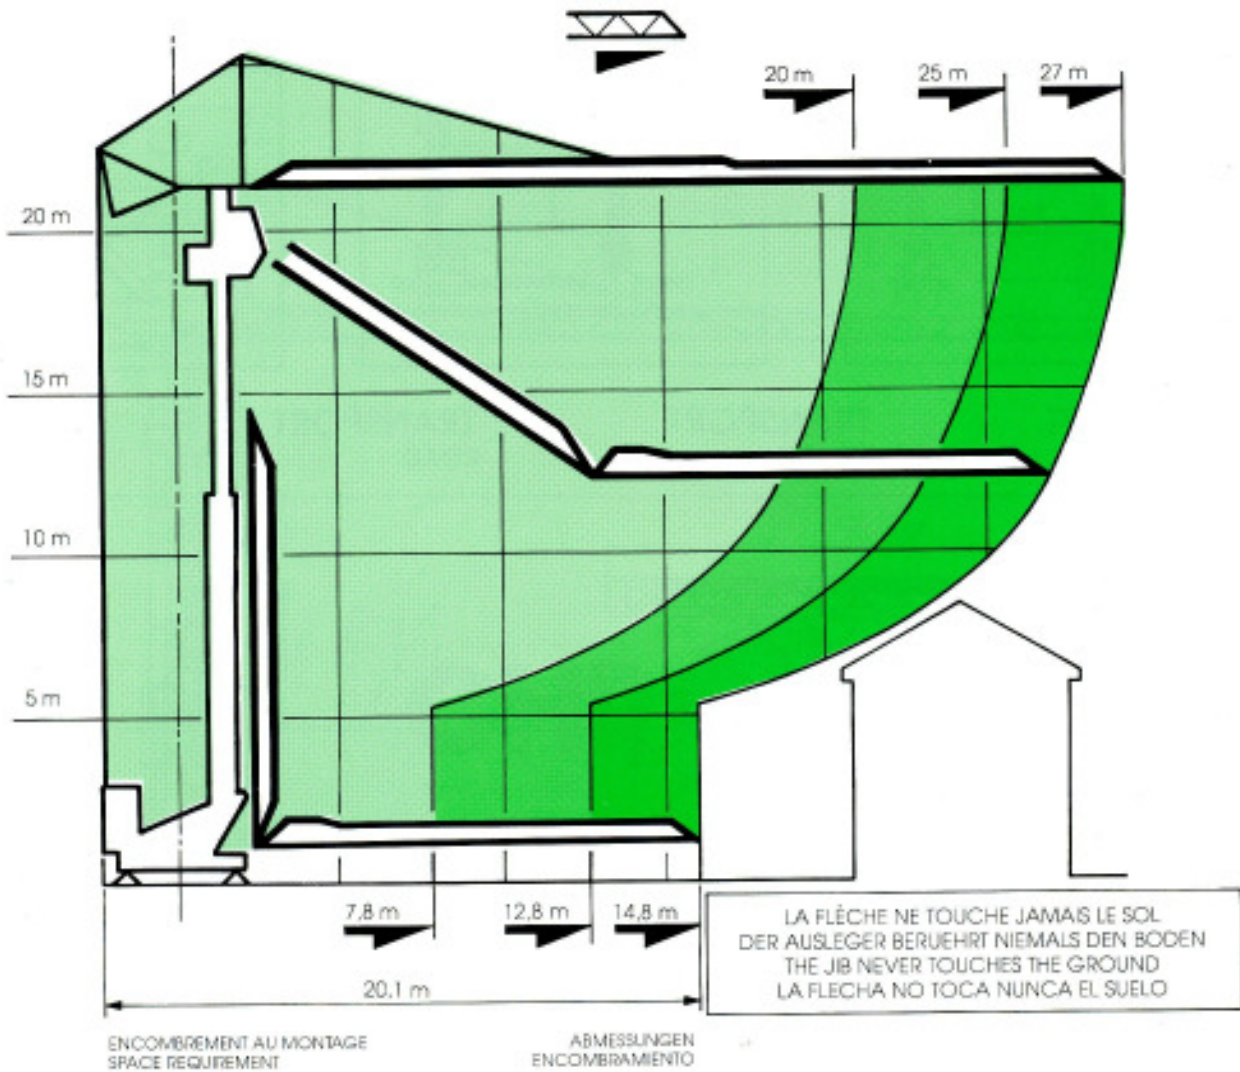 20 m
25 m
27 m
20 m
15 m
10 m
5 m
7,8 m
12,8 m
14,8 m
20,1 m
LA FLÈCHE NE TOUCHE JAMAIS LE SOL
DER AUSLEGER BERUEHRT NIEMALS DEN BODEN
THE JIB NEVER TOUCHES THE GROUND
LA FLECHA NO TOCA NUNCA EL SUELO
ENCOMBREMENT AU MONTAGE
SPACE REQUIREMENT
ABMESSUNGEN
ENCOMBRAMIENTO